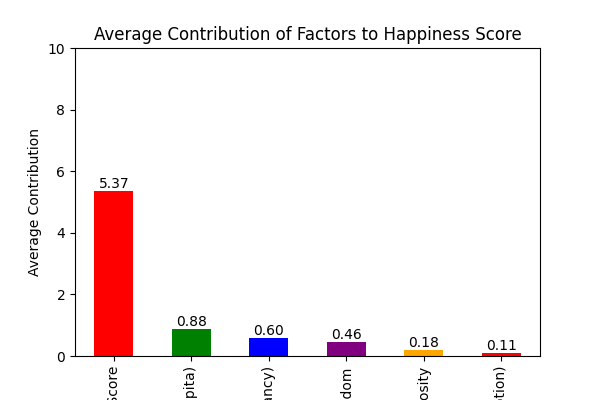 Average Contribution of Factors to Happiness Score
Average Contribution
10
8
6
4
2
0
5.37
0.88
0.60
0.46
0.18
0.11
Score
pita)
ancy)
dom
osity
ption)